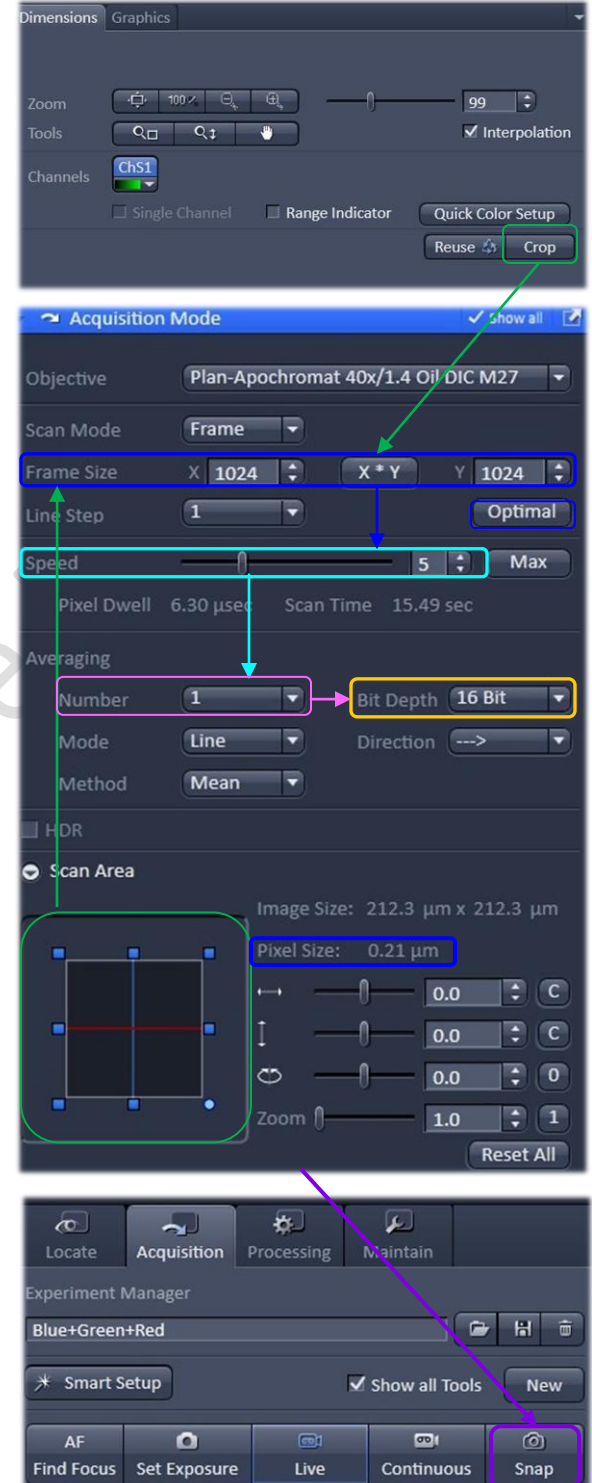 Dimensions Graphics
Zoom 100% 99
Tools Interpolation
Channels ChS1
Single Channel Range Indicator Quick Color Setup
Reuse Crop
Acquisition Mode Show all
Objective Plan-Apochromat 40x/1.4 Oil DIC M27
Scan Mode Frame
Frame Size X 1024 X * Y Y 1024
Line Step 1 Optimal
Speed 5 Max
Pixel Dwell 6.30 µsec Scan Time 15.49 sec
Averaging
Number 1 Bit Depth 16 Bit
Mode Line Direction --->
Method Mean
HDR
Scan Area
Image Size: 212.3 µm x 212.3 µm
Pixel Size: 0.21 µm
0.0 C
0.0 C
0.0 0
Zoom 1.0 1
Reset All
Locate Acquisition Processing Maintain
Experiment Manager
Blue+Green+Red
Smart Setup Show all Tools New
AF
Find Focus Set Exposure Live Continuous Snap